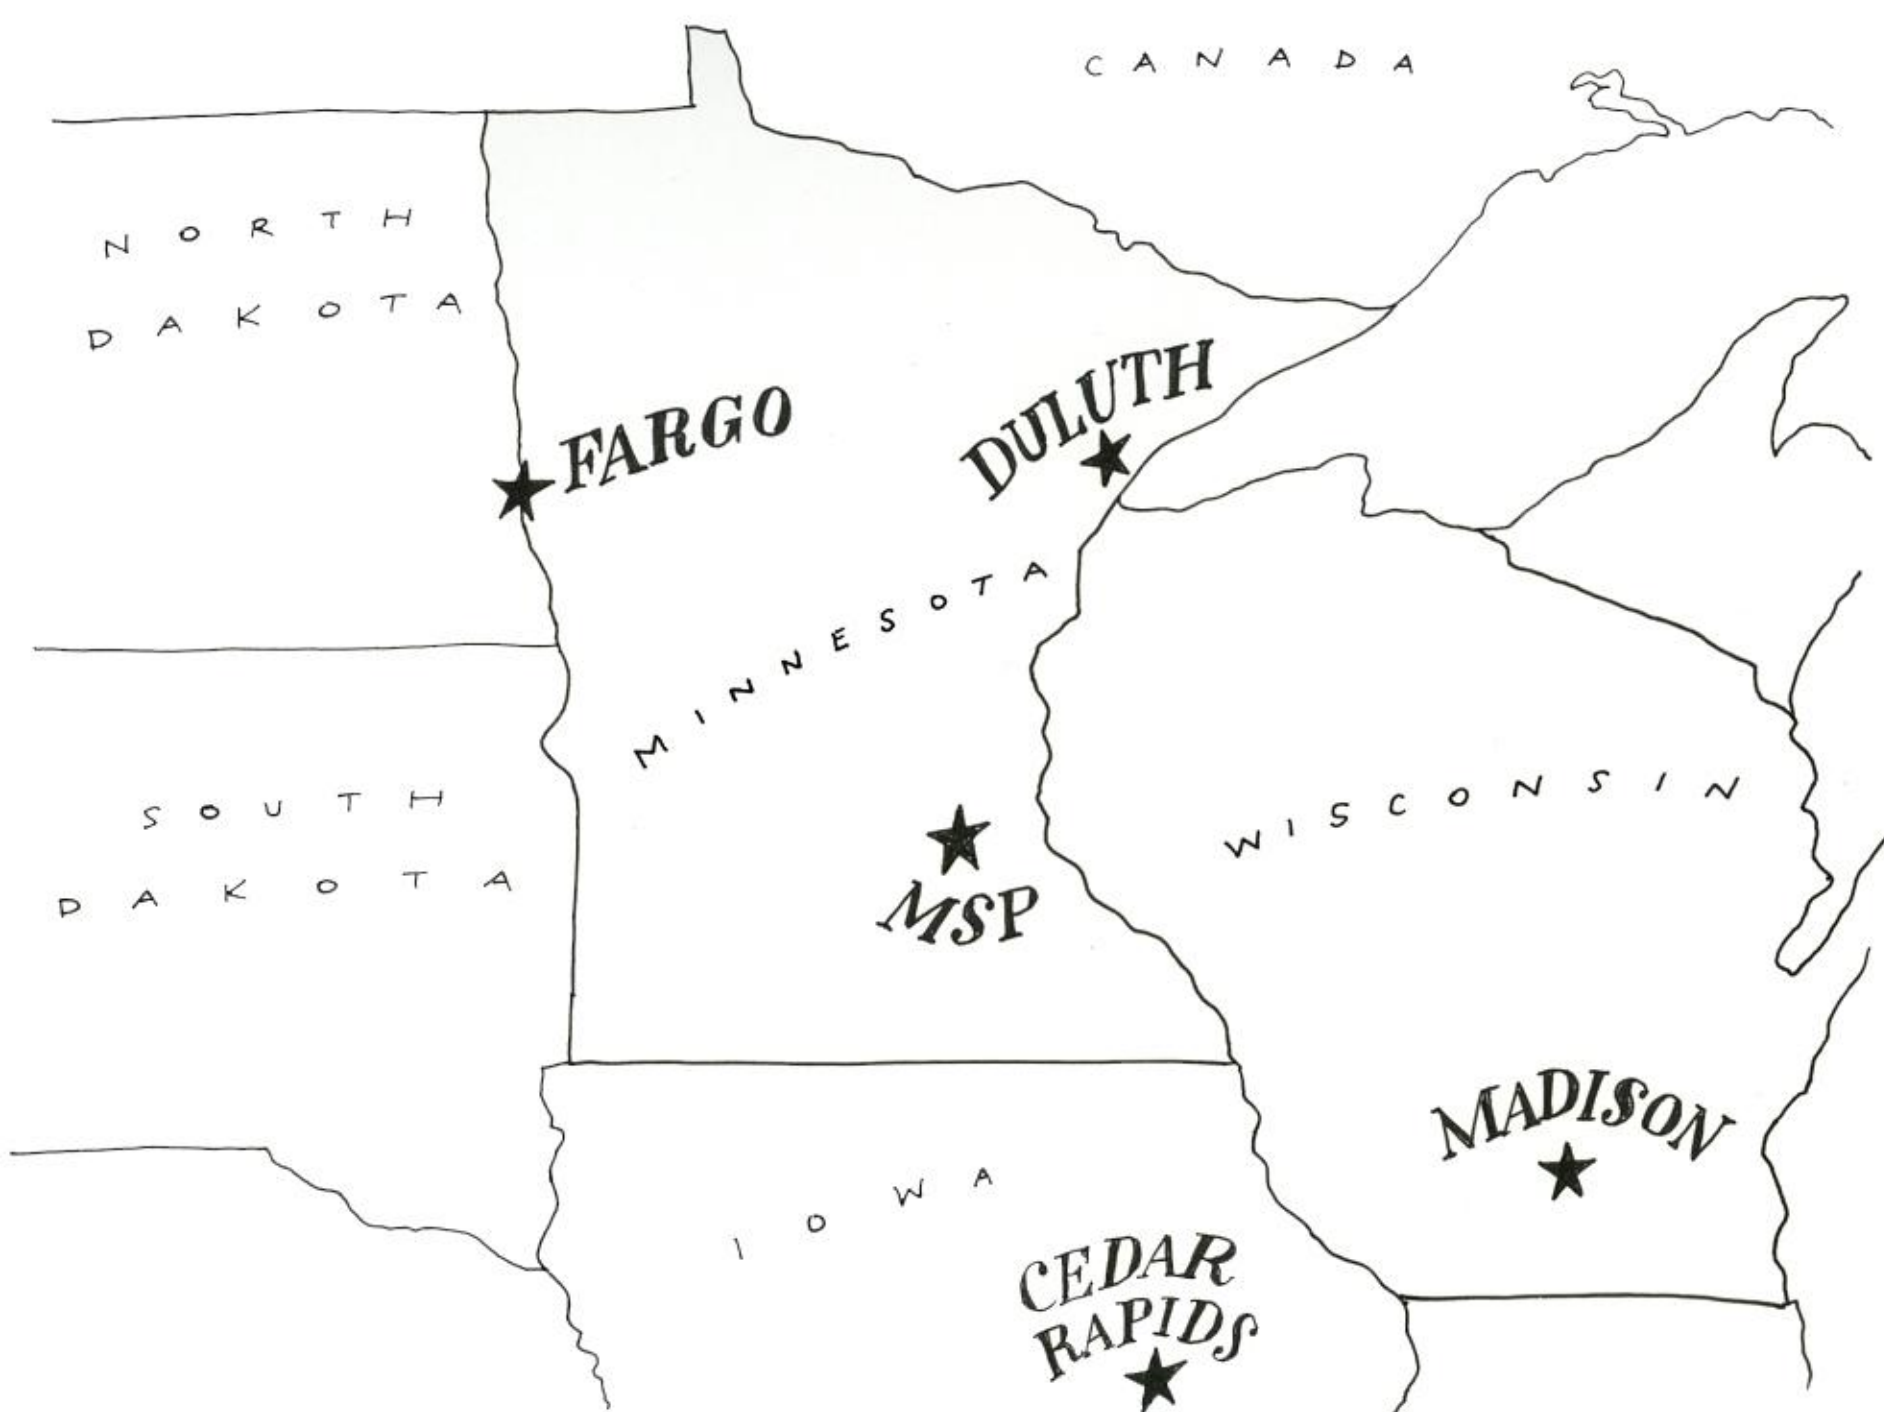 CANADA
NORTH
DAKOTA
FARGO
DULUTH
MINNESOTA
SOUTH
DAKOTA
MSP
WISCONSIN
MADISON
IOWA
CEDAR
RAPIDS